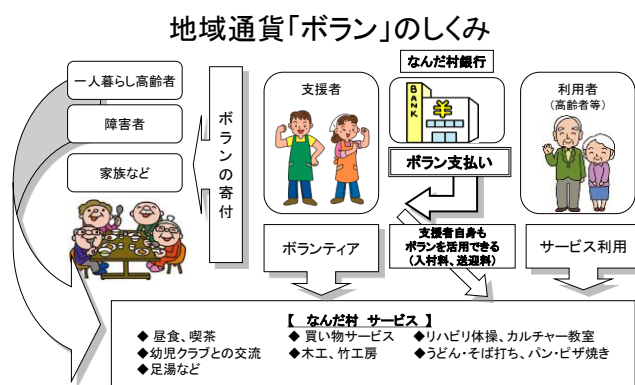 地域通貨「ボラン」のしくみ
一人暮らし高齢者
障害者
家族など
ボランの寄付
支援者
なんだ村銀行
BANK
¥
ボラン支払い
利用者
(高齢者等)
ボランティア
支援者自身も
ボランを活用できる
(入村料、送迎料)
サービス利用
【 なんだ村 サービス 】
◆ 昼食、喫茶 ◆ 買い物サービス ◆リハビリ体操、カルチャー教室
◆幼児クラブとの交流 ◆木工、竹工房 ◆うどん・そば打ち、パン・ピザ焼き
◆足湯など